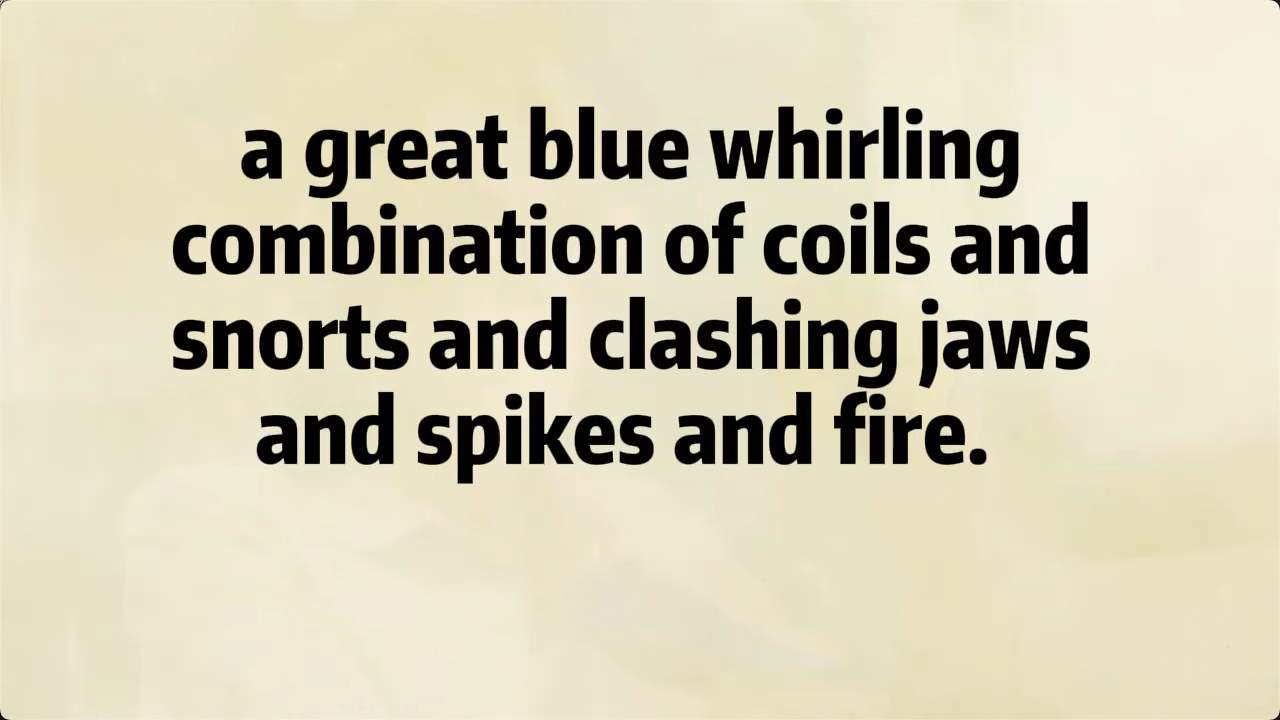 a great blue whirling
combination of coils and
snorts and clashing jaws
and spikes and fire.